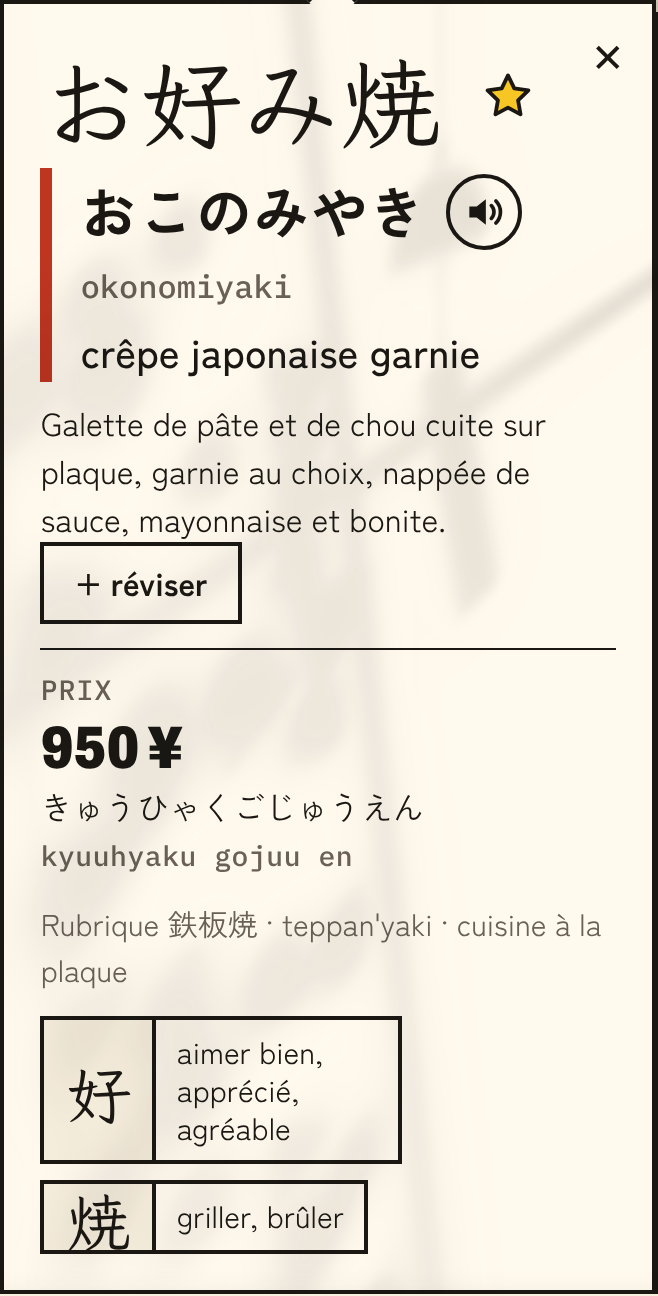 お好み焼
おこのみやき
okonomiyaki
crêpe japonaise garnie
Galette de pâte et de chou cuite sur
plaque, garnie au choix, nappée de
sauce, mayonnaise et bonite.
+ réviser
PRIX
950 ¥
きゅうひゃくごじゅうえん
kyuuhyaku gojuu en
Rubrique 鉄板焼 · teppan'yaki · cuisine à la
plaque
好
aimer bien,
apprécié,
agréable
焼
griller, brûler